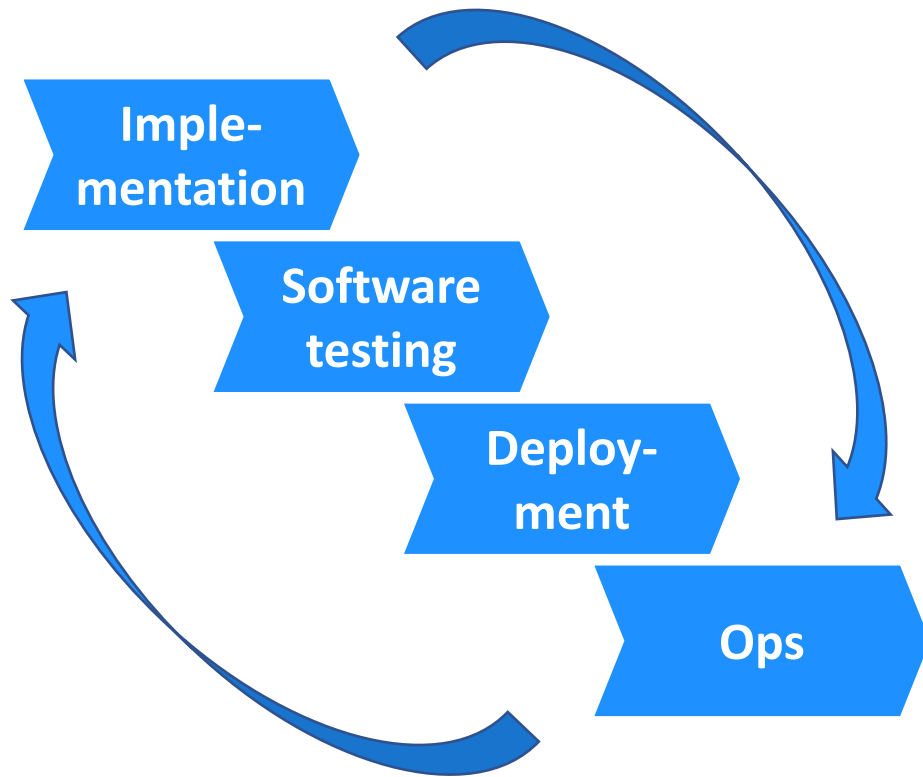 Imple-
mentation
Software
testing
Deploy-
ment
Ops